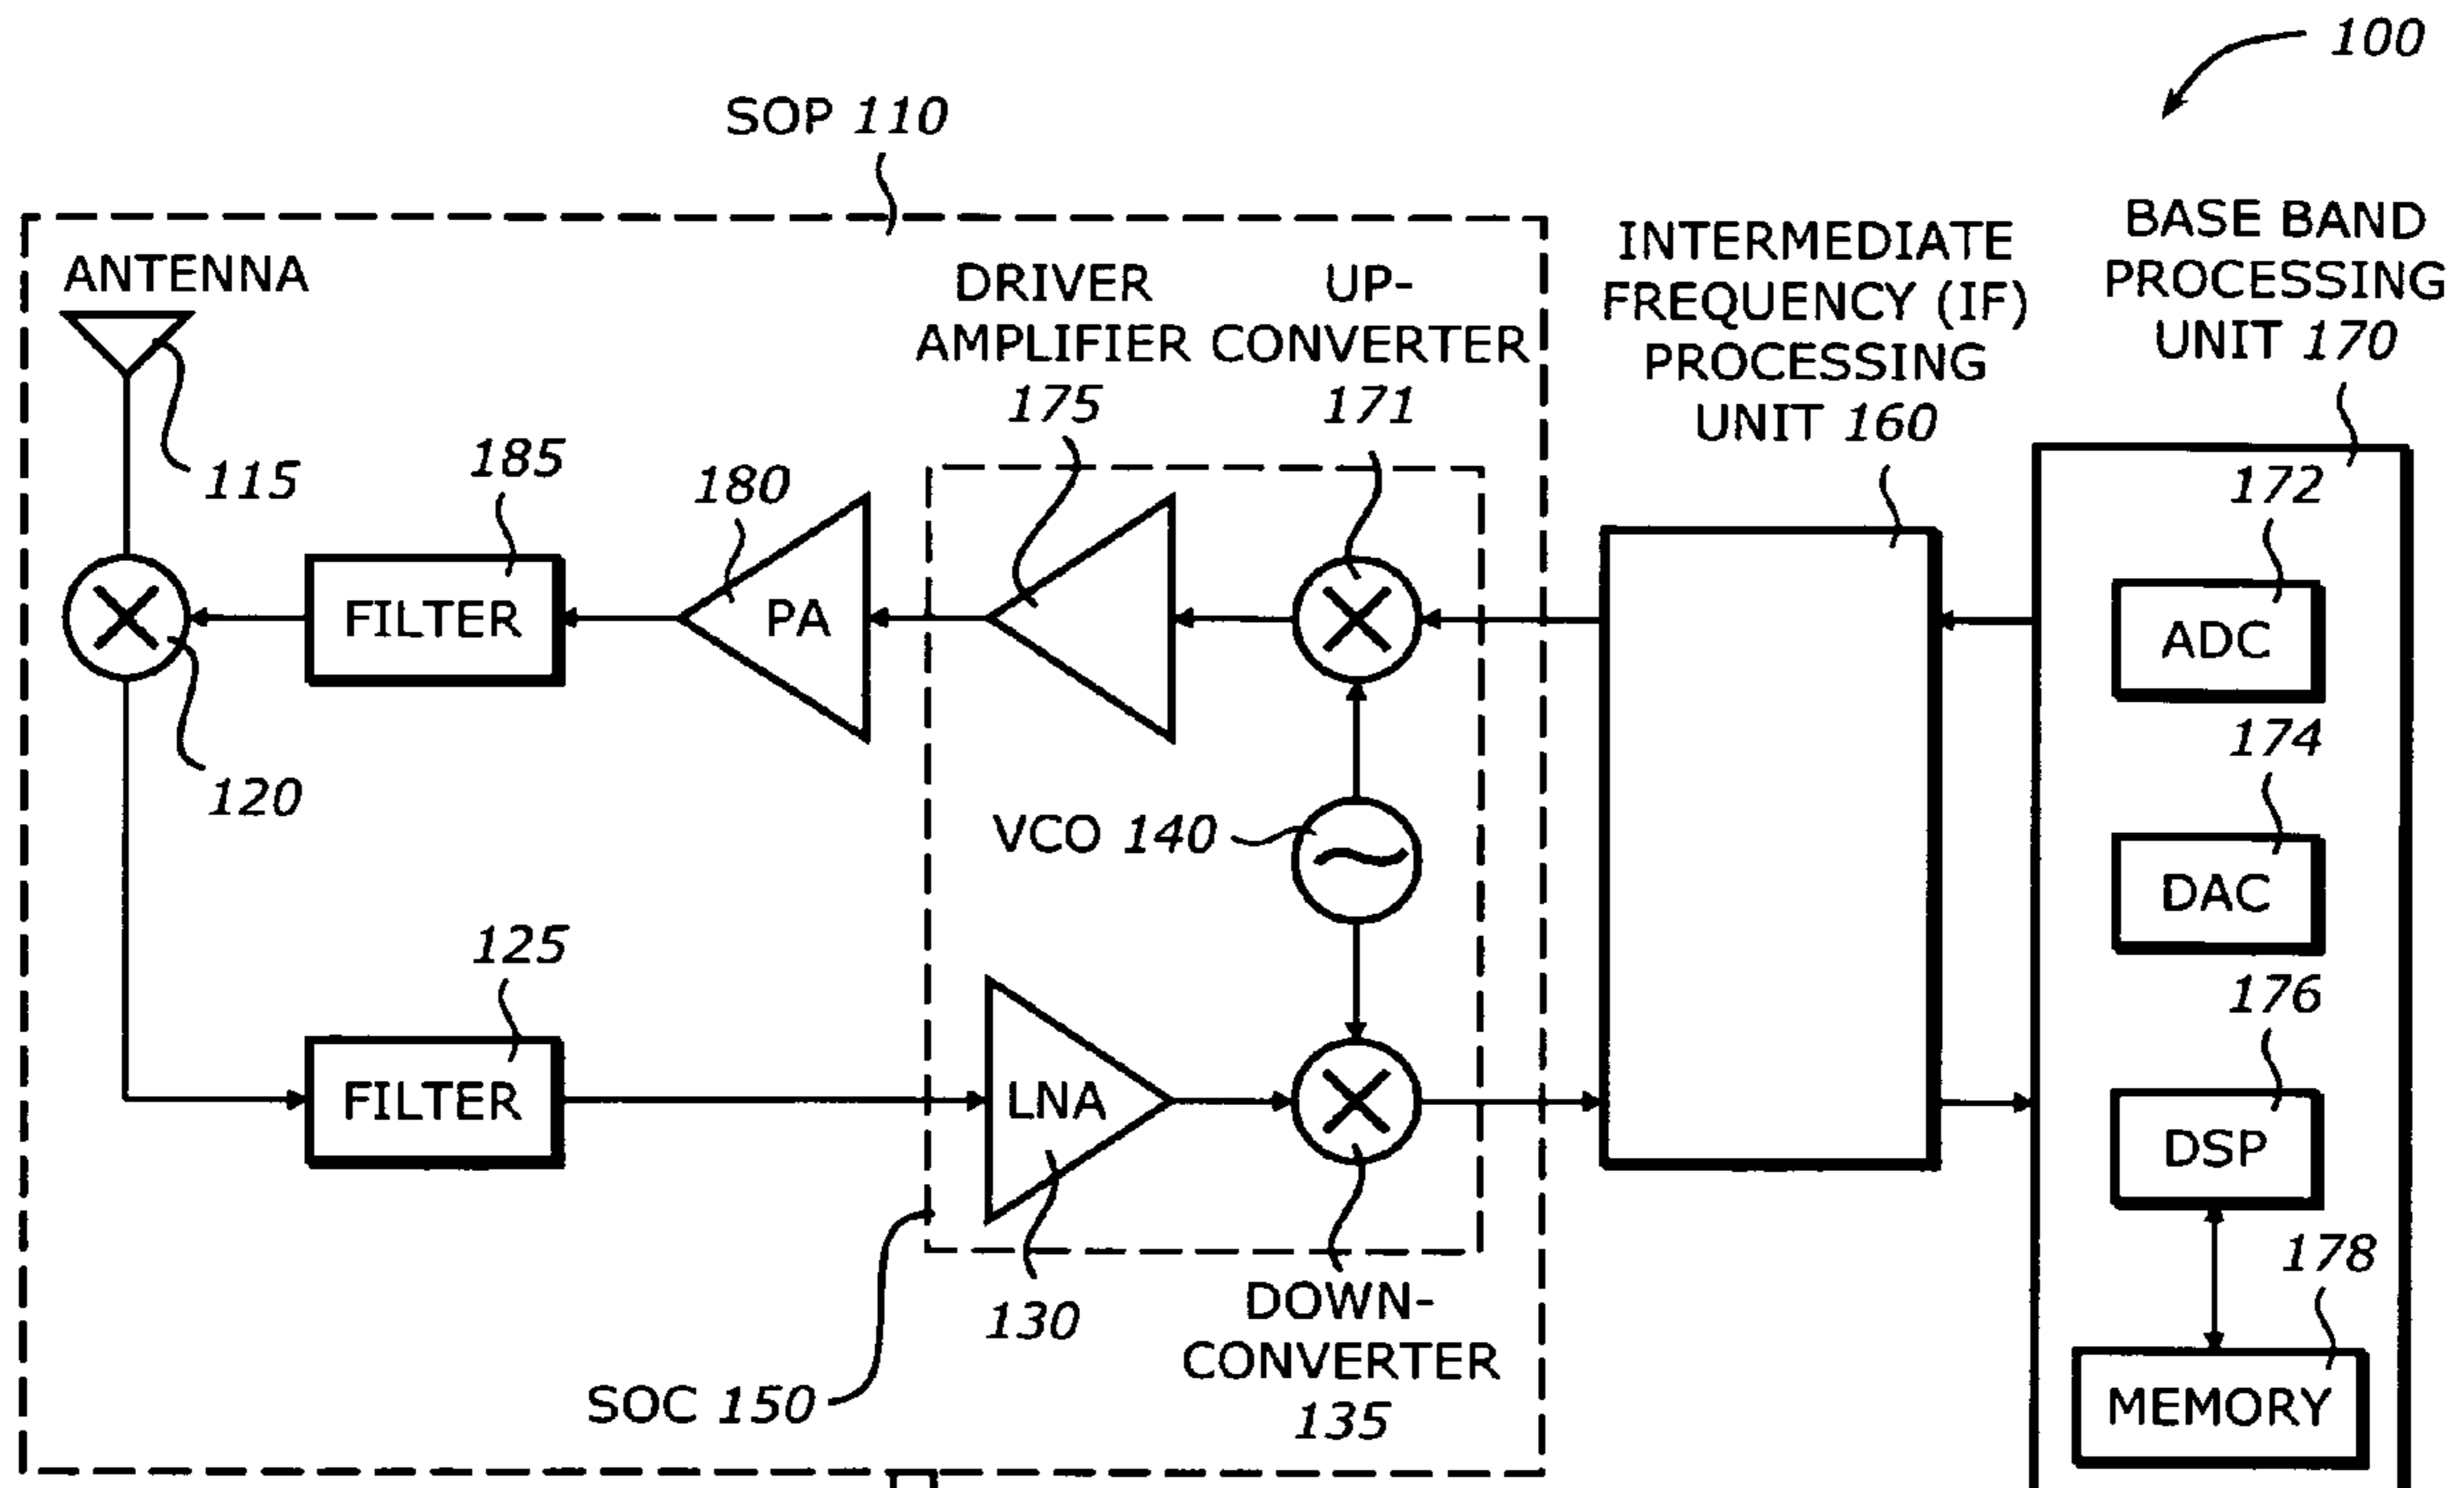 100
SOP 110
BASE BAND
PROCESSING
UNIT 170
INTERMEDIATE
FREQUENCY (IF)
PROCESSING
UNIT 160
ANTENNA
DRIVER
AMPLIFIER
175
UP-
CONVERTER
171
115
185
180
172
FILTER
PA
ADC
120
174
VCO 140
DAC
125
176
FILTER
LNA
DSP
130
178
DOWN-
CONVERTER
135
SOC 150
MEMORY